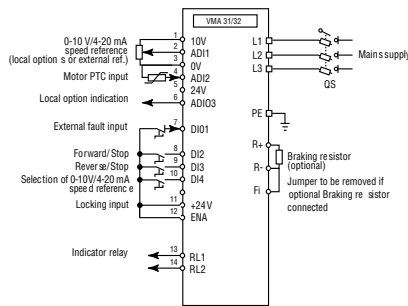 VMA 31/32
0-10 V/4-20 mA
speed reference
(local option s or external ref.)
1 10V
2 ADI1
3 0V
Motor PTC input
4 ADI2
5 24V
Local option indication
6 ADIO3
External fault input
7 DI01
Forward/Stop
8 DI2
Reverse/Stop
9 DI3
Selection of 0-10V/4-20 mA
speed reference
10 DI4
Locking input
11 +24V
12 ENA
Indicator relay
13 RL1
14 RL2
L1
L2
L3
Mains supply
QS
PE
R+
R-
Fi
Braking resistor
(optional)
Jumper to be removed if
optional Braking re sistor
connected